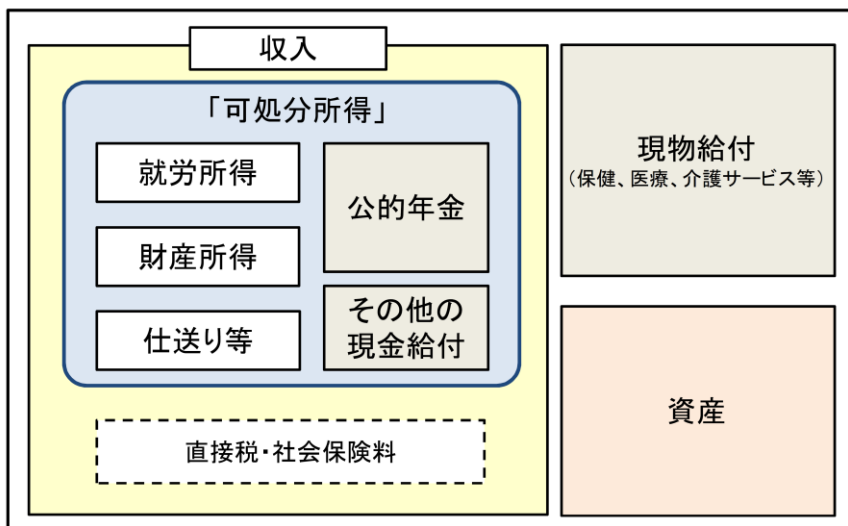 収入
「可処分所得」
就労所得
財産所得
仕送り等
公的年金
その他の
現金給付
直接税・社会保険料
現物給付
（保健、医療、介護サービス等）
資産